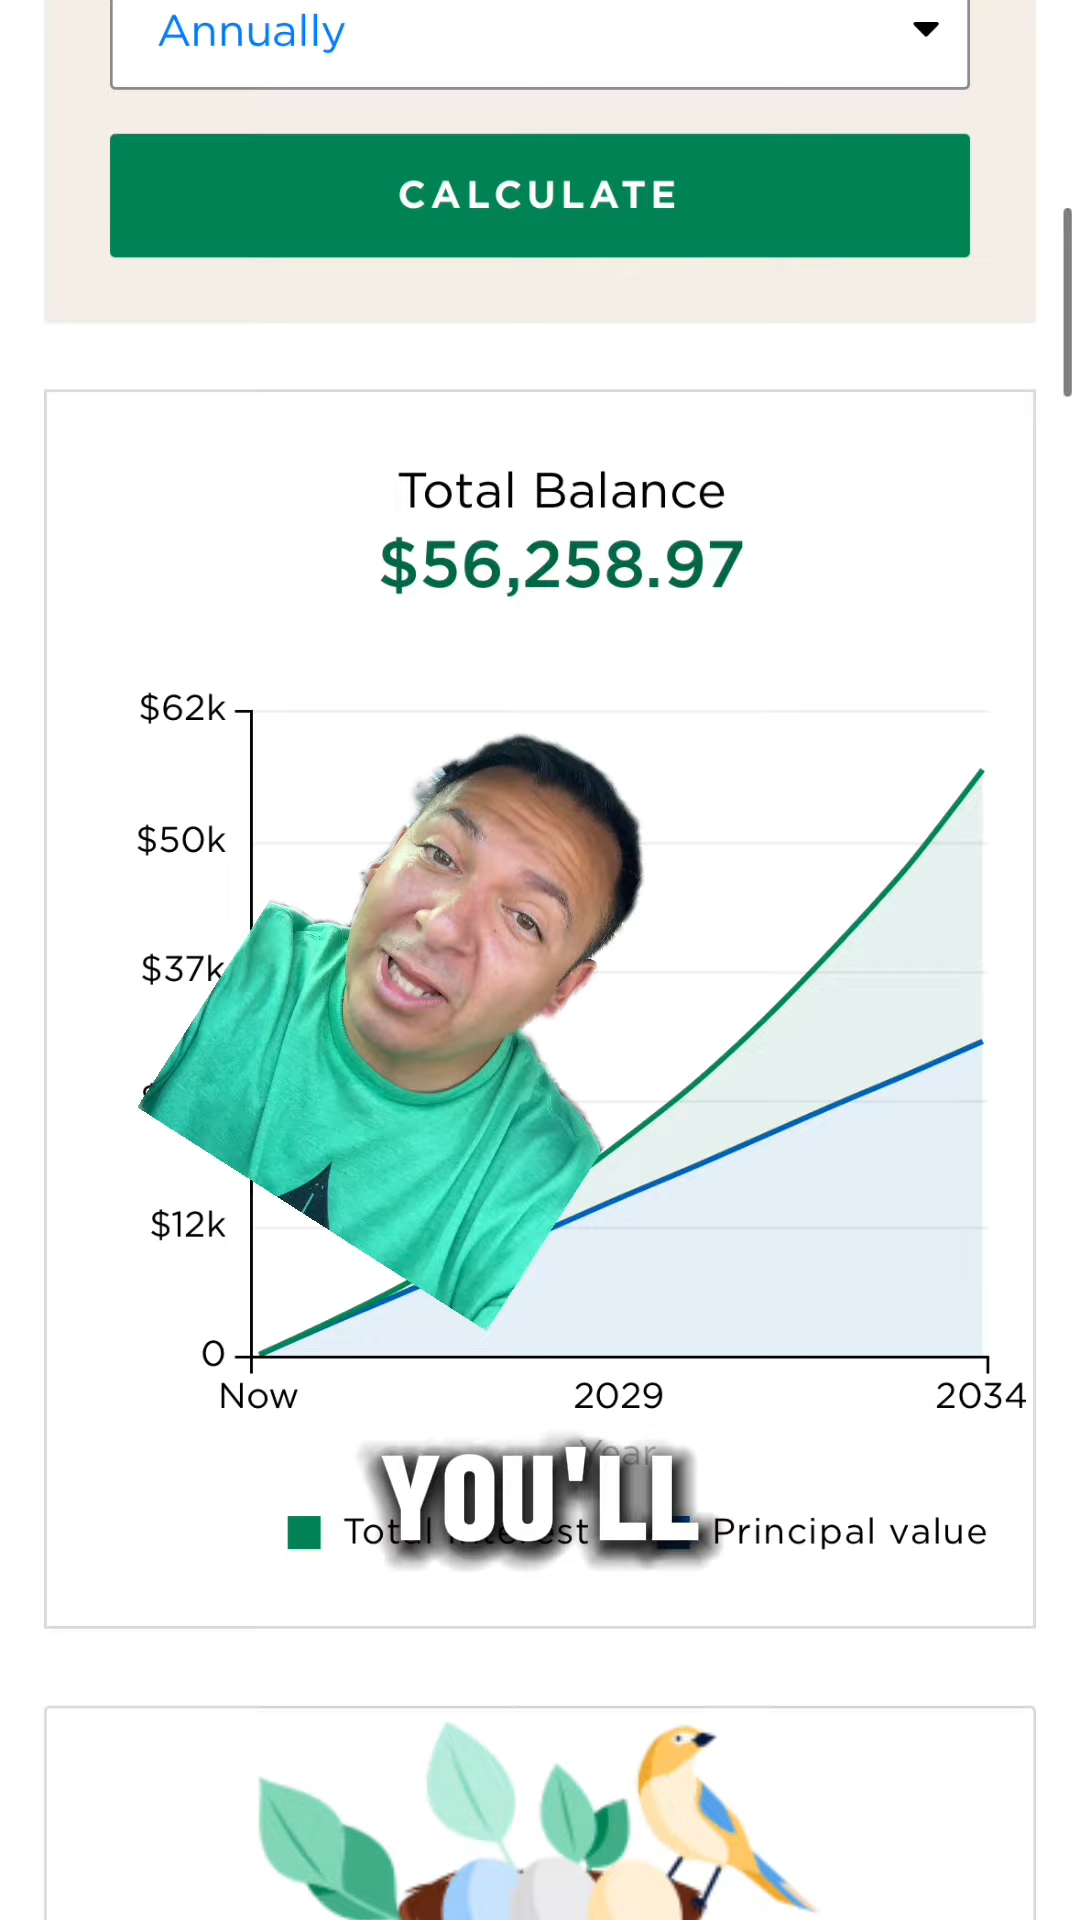 Annually
CALCULATE
Total Balance
$56,258.97
$62k
$50k
$37k
$12k
0
Now 2029 2034
Year
YOU'LL
Principal value